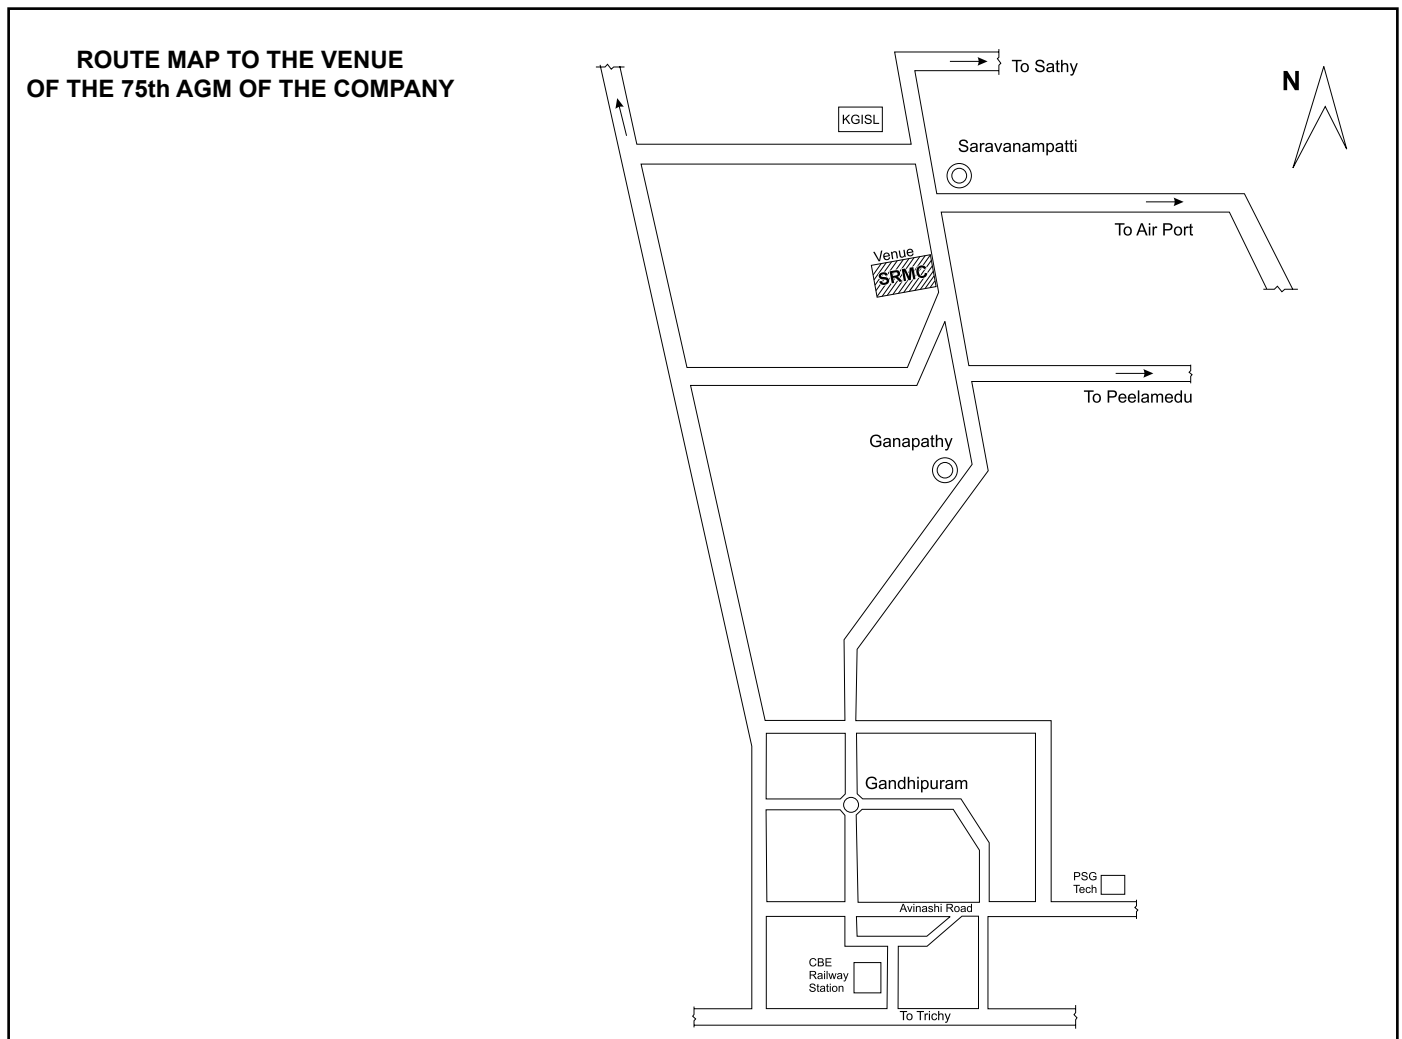 ROUTE MAP TO THE VENUE
OF THE 75th AGM OF THE COMPANY
To Sathy
N
KGISL
Saravanampatti
To Air Port
Venue
SRMC
To Peelamedu
Ganapathy
Gandhipuram
PSG
Tech
Avinashi Road
CBE
Railway
Station
To Trichy